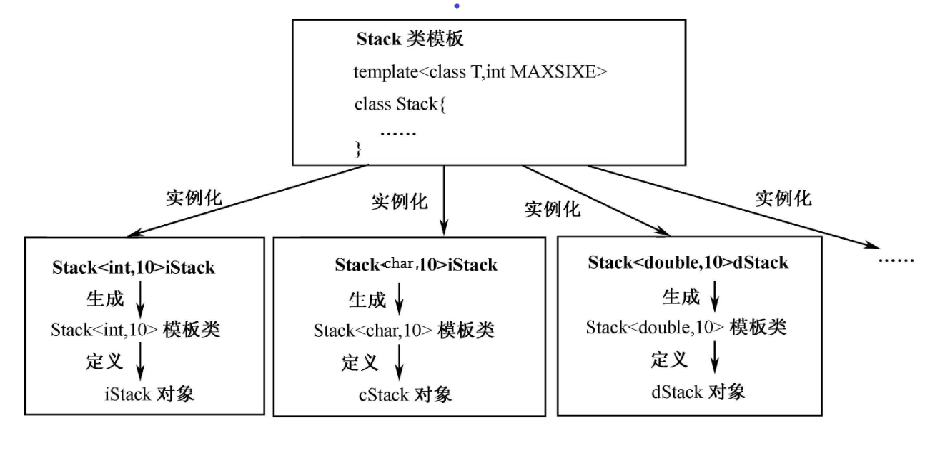 Stack 类模板
template<class T,int MAXSIXE>
class Stack{
......
}
实例化
实例化
实例化
实例化
Stack<int,10>iStack
生成
Stack<int,10> 模板类
定义
iStack 对象
Stack<char,10>iStack
生成
Stack<char,10> 模板类
定义
cStack 对象
Stack<double,10>dStack
生成
Stack<double,10> 模板类
定义
dStack 对象
......